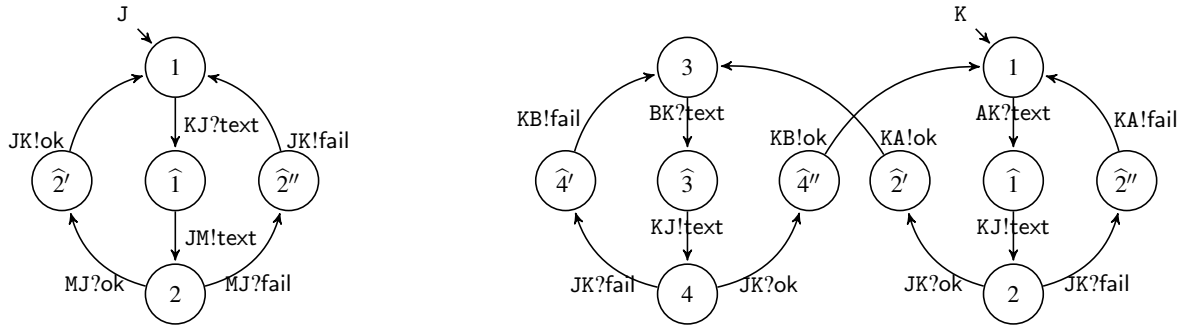 J
K
1
3
1
KJ?text
BK?text
AK?text
JK!ok
JK!fail
KB!fail
KB!ok
KA!ok
KA!fail
2̂′
1̂
2̂″
4̂′
3̂
4̂″
2̂′
1̂
2̂″
JM!text
KJ!text
KJ!text
MJ?ok
MJ?fail
JK?fail
JK?ok
JK?ok
JK?fail
2
4
2